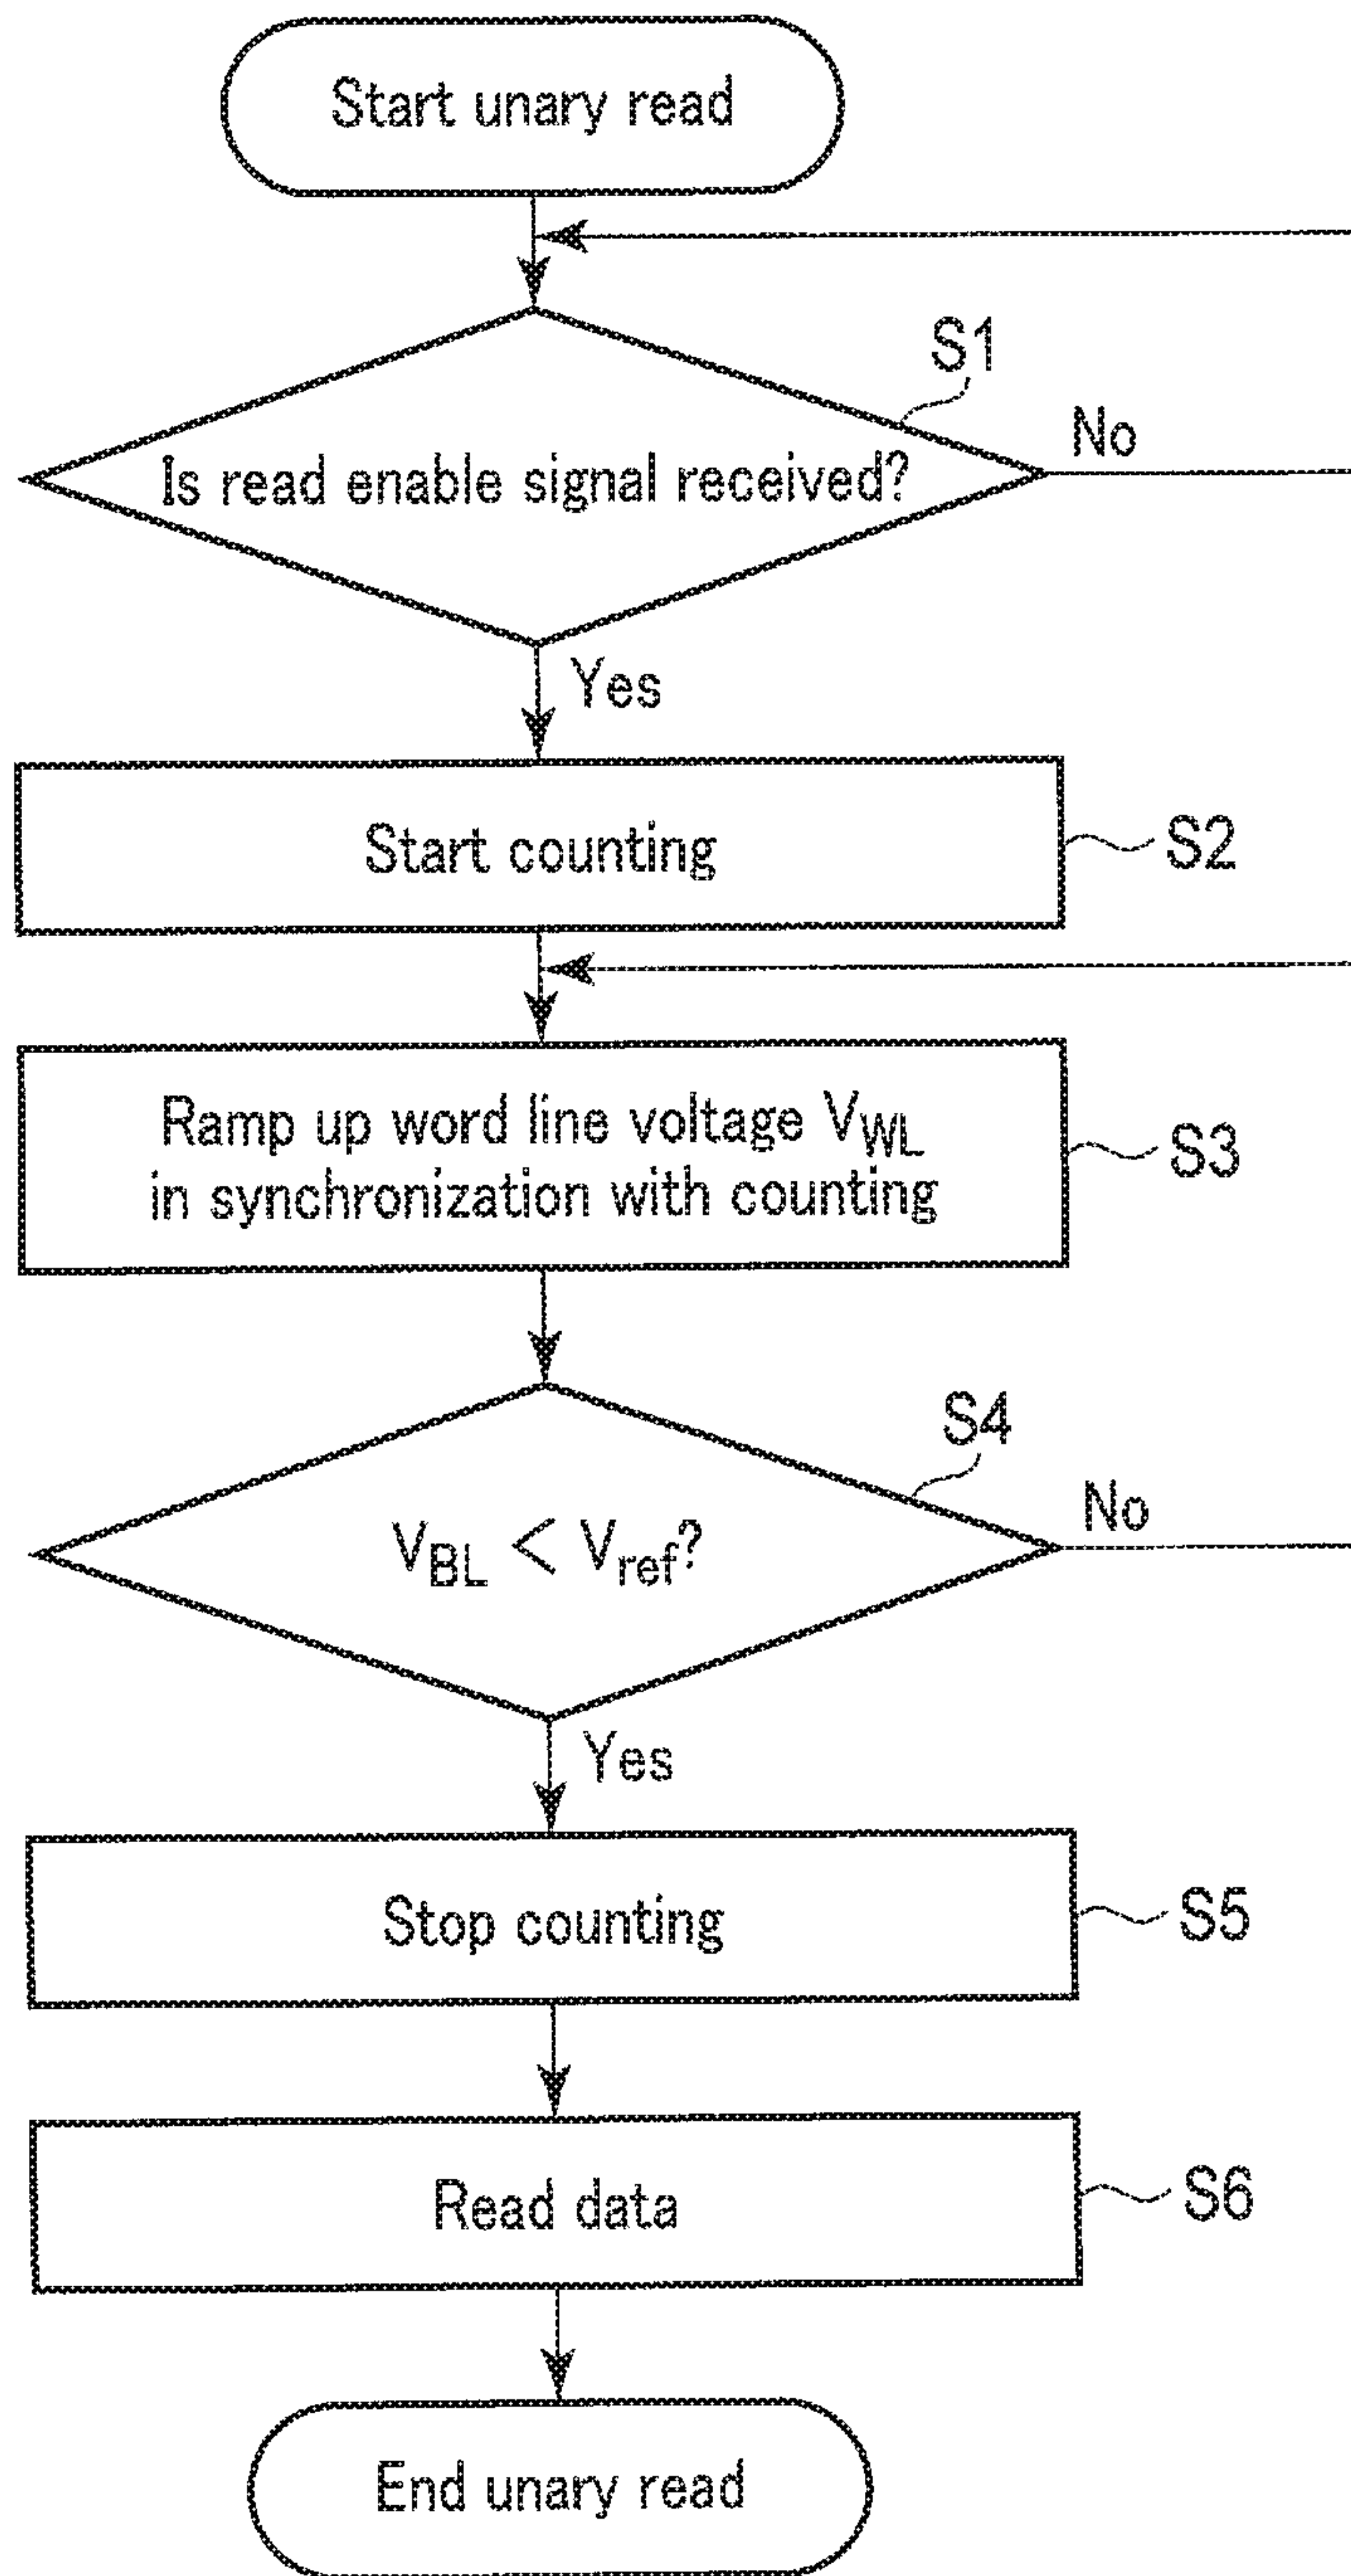 Start unary read
S1
Is read enable signal received?
No
Yes
Start counting
S2
Ramp up word line voltage VWL
in synchronization with counting
S3
S4
VBL < Vref?
No
Yes
Stop counting
S5
Read data
S6
End unary read